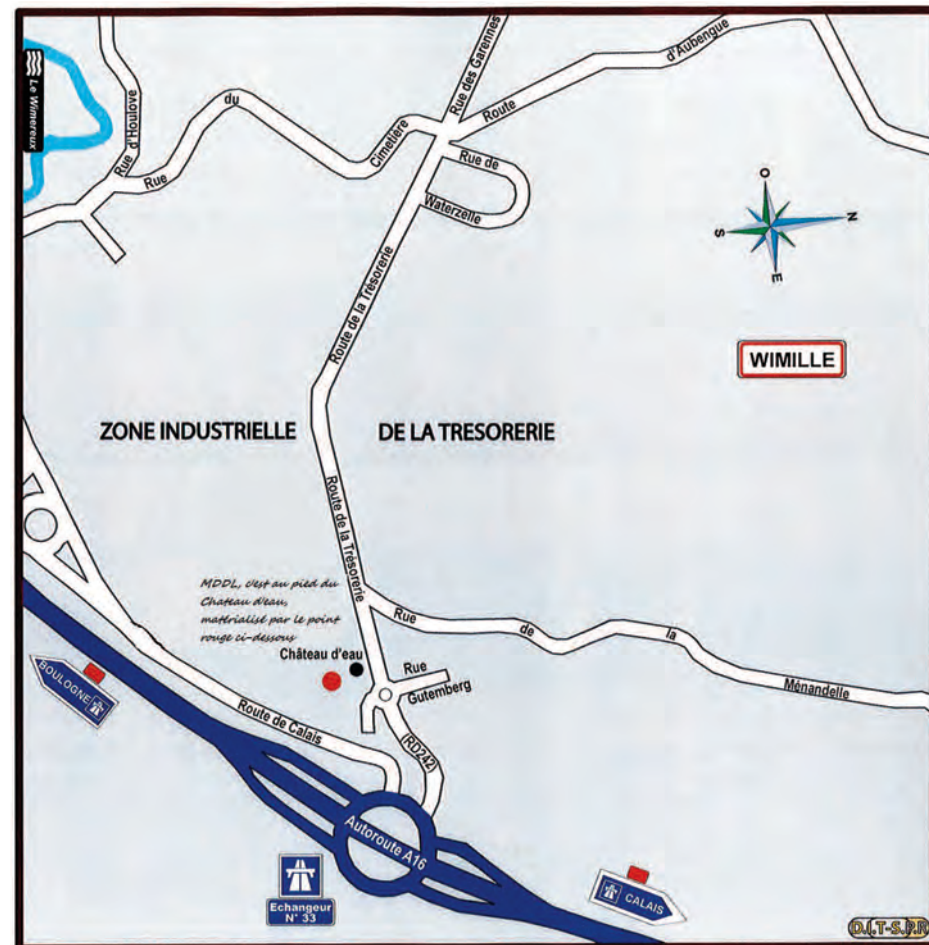 Le Wimereux
Rue d'Houlove
Rue
du
Cimetière
Rue des Garennes
Route
d'Aubengue
Rue de
Waterzelle
Route de la Trésorerie
O
N
S
E
WIMILLE
ZONE INDUSTRIELLE
DE LA TRESORERIE
Route de la Trésorerie
MDDL, c'est au pied du
Chateau d'eau,
matérialisé par le point
rouge ci-dessous
Château d'eau
Rue
de
la
Ménandelle
Rue
Gutemberg
(RD242)
Route de Calais
BOULOGNE
Autoroute A16
Echangeur
N° 33
CALAIS
D.I.T-S.P.R